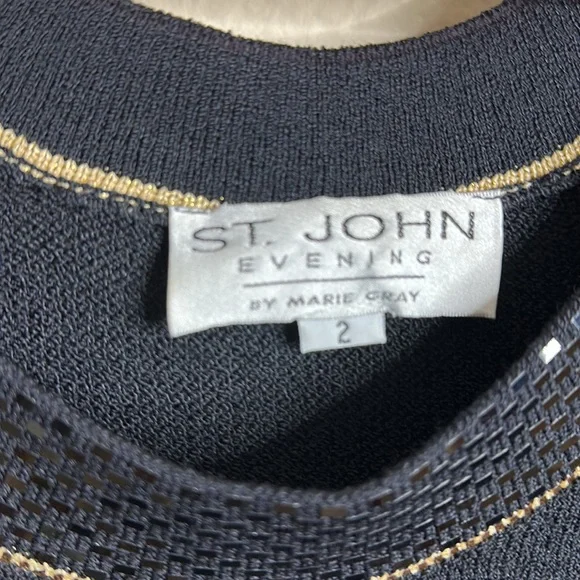 ST. JOHN
EVENING
BY MARIE GRAY
2